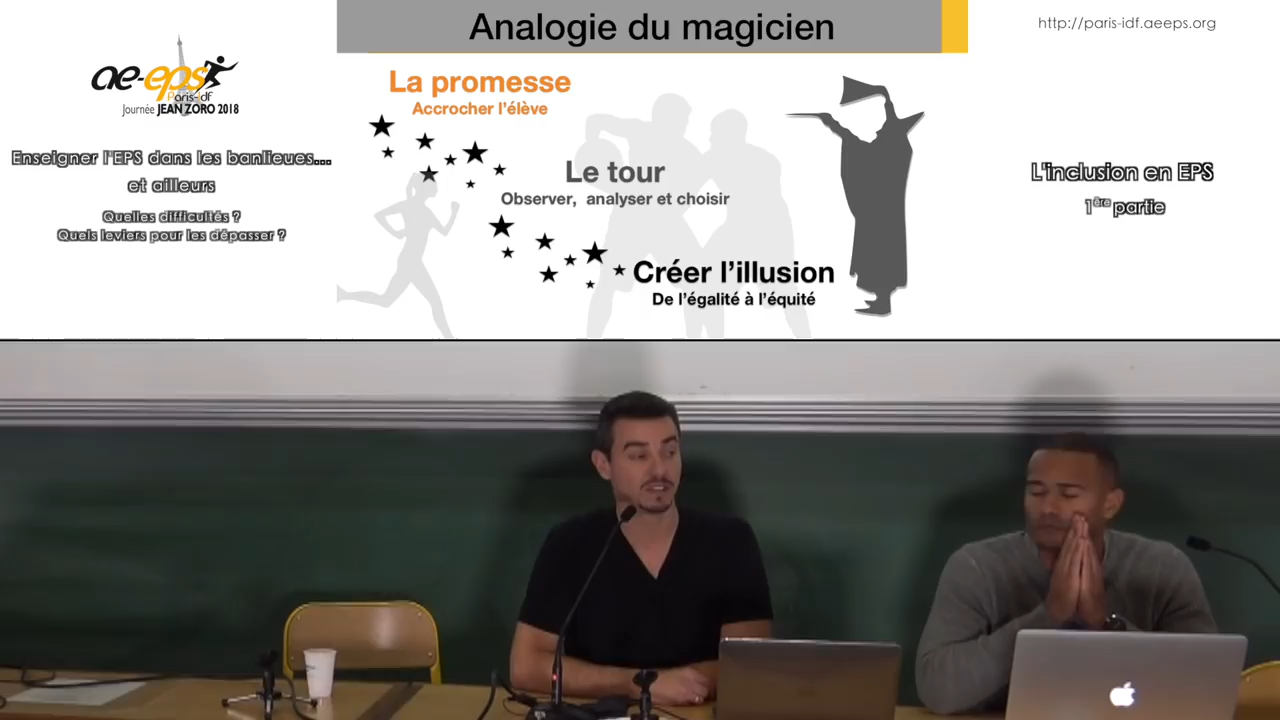 ae-eps
Paris-Idf
Journée JEAN ZORO 2018
Enseigner l'EPS dans les banlieues...
et ailleurs
Quelles difficultés ?
Quels leviers pour les dépasser ?
Analogie du magicien
La promesse
Accrocher l'élève
Le tour
Observer, analyser et choisir
Créer l'illusion
De l'égalité à l'équité
http://paris-idf.aeeps.org
L'inclusion en EPS
1ère partie